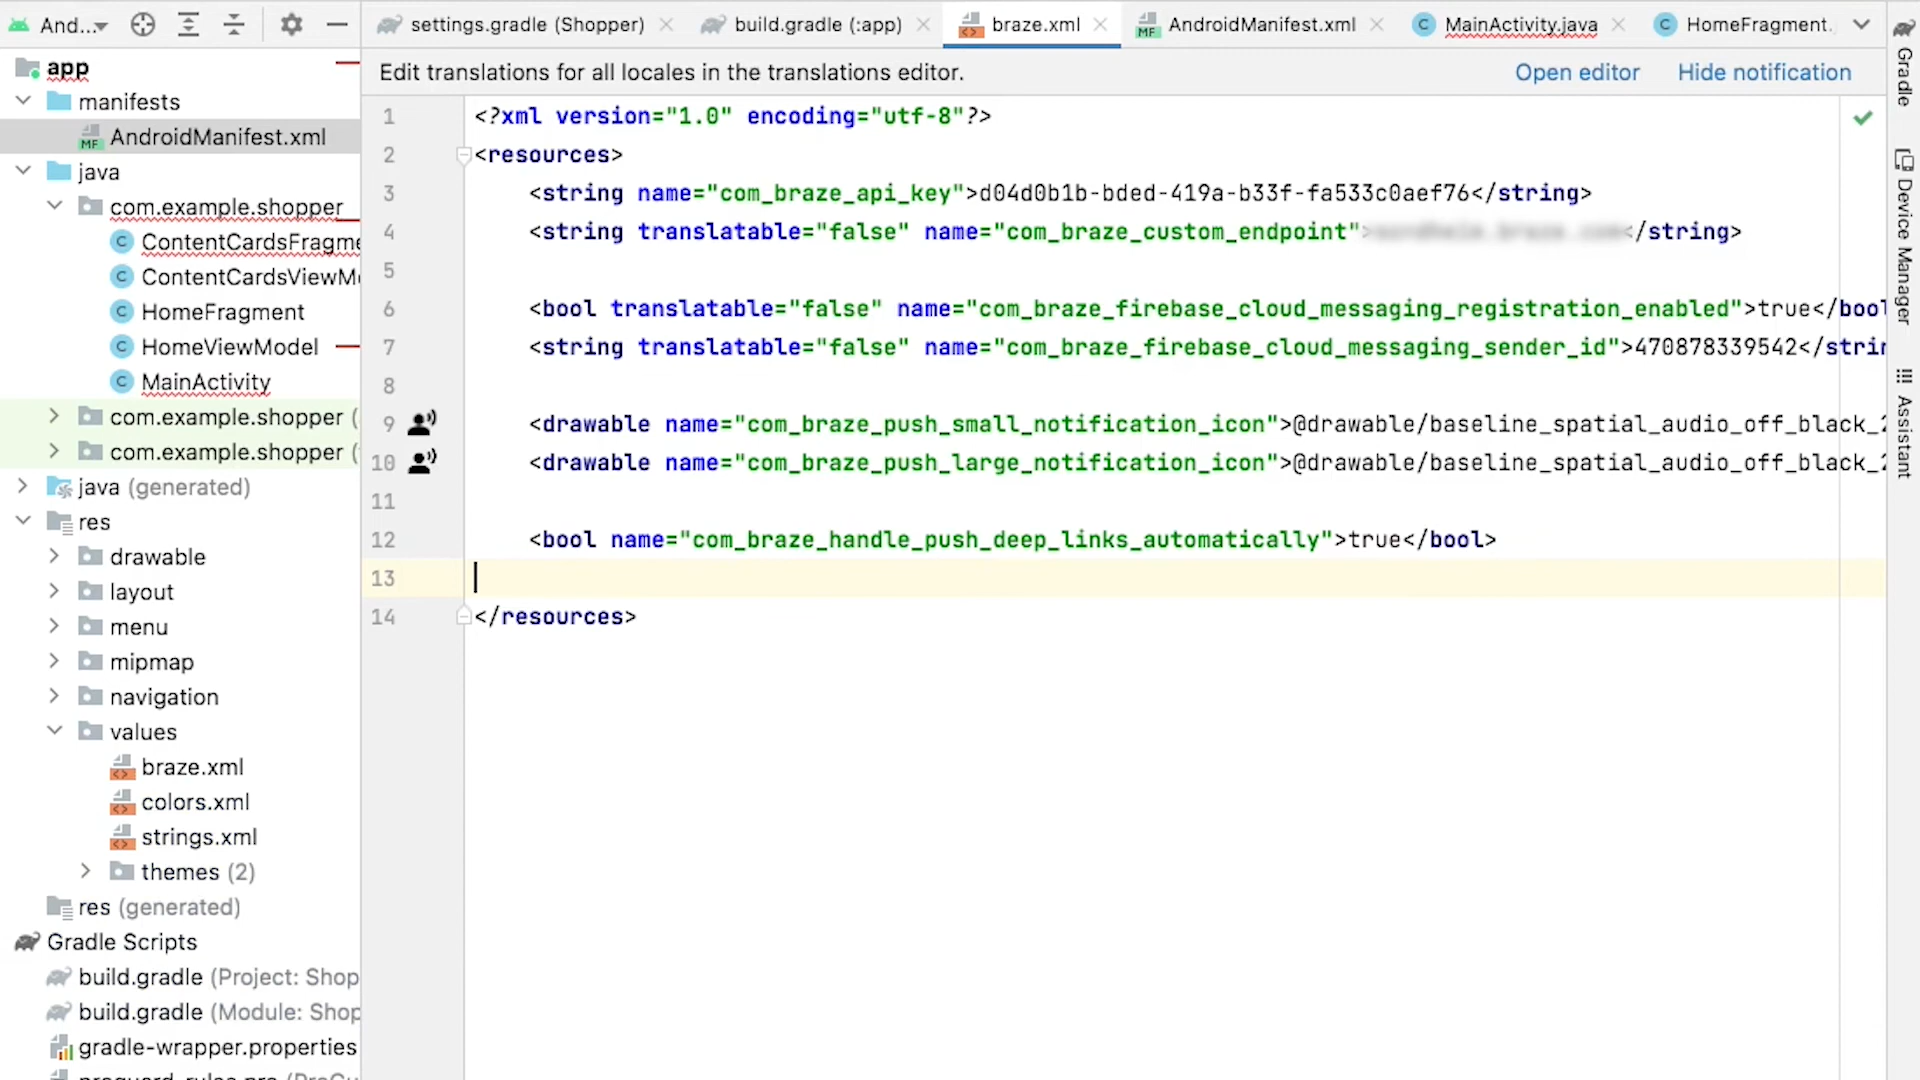 And...
settings.gradle (Shopper)
build.gradle (:app)
braze.xml
AndroidManifest.xml
MainActivity.java
HomeFragment.
Edit translations for all locales in the translations editor.
Open editor
Hide notification
app
manifests
AndroidManifest.xml
java
com.example.shopper
ContentCardsFragme
ContentCardsViewMo
HomeFragment
HomeViewModel
MainActivity
com.example.shopper (
com.example.shopper (
java (generated)
res
drawable
layout
menu
mipmap
navigation
values
braze.xml
colors.xml
strings.xml
themes (2)
res (generated)
Gradle Scripts
build.gradle (Project: Shop
build.gradle (Module: Shop
gradle-wrapper.properties
1 <?xml version="1.0" encoding="utf-8"?>
2 <resources>
3 <string name="com_braze_api_key">d04d0b1b-bded-419a-b33f-fa533c0aef76</string>
4 <string translatable="false" name="com_braze_custom_endpoint"></string>
5
6 <bool translatable="false" name="com_braze_firebase_cloud_messaging_registration_enabled">true</bool
7 <string translatable="false" name="com_braze_firebase_cloud_messaging_sender_id">470878339542</strin
8
9 <drawable name="com_braze_push_small_notification_icon">@drawable/baseline_spatial_audio_off_black_2
10 <drawable name="com_braze_push_large_notification_icon">@drawable/baseline_spatial_audio_off_black_2
11
12 <bool name="com_braze_handle_push_deep_links_automatically">true</bool>
13
14 </resources>
Gradle
Device Manager
Assistant